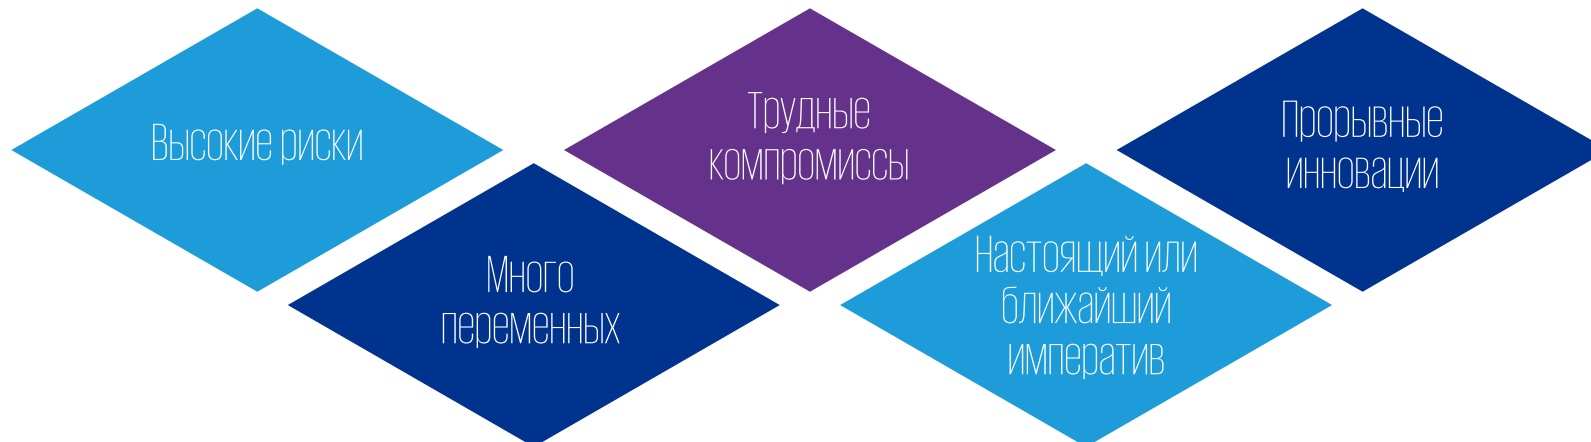 Высокие риски
Много
переменных
Трудные
компромиссы
Настоящий или
ближайший
императив
Прорывные
инновации